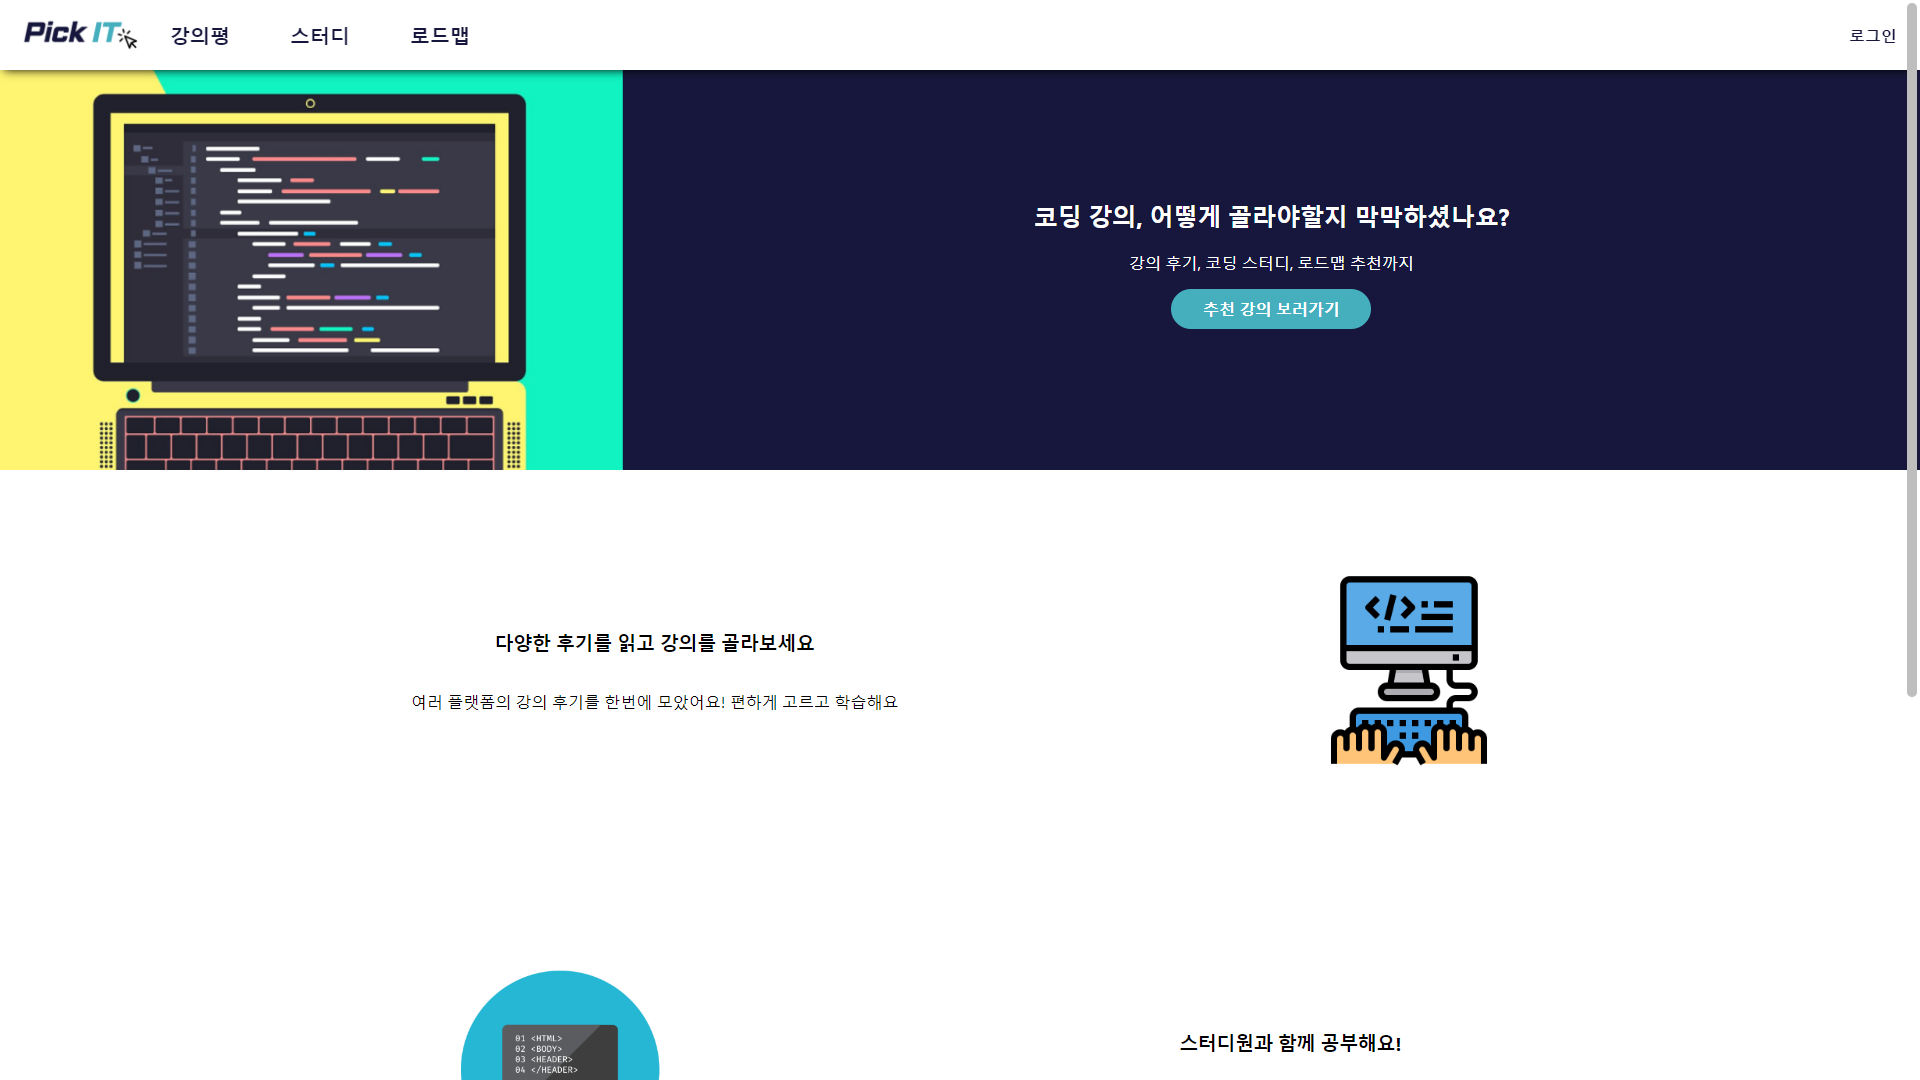 Pick IT
강의평
스터디
로드맵
로그인
코딩 강의, 어떻게 골라야할지 막막하셨나요?
강의 후기, 코딩 스터디, 로드맵 추천까지
추천 강의 보러가기
다양한 후기를 읽고 강의를 골라보세요
여러 플랫폼의 강의 후기를 한번에 모았어요! 편하게 고르고 학습해요
</>
01 <HTML>
02 <BODY>
03 <HEADER>
04 </HEADER>
스터디원과 함께 공부해요!